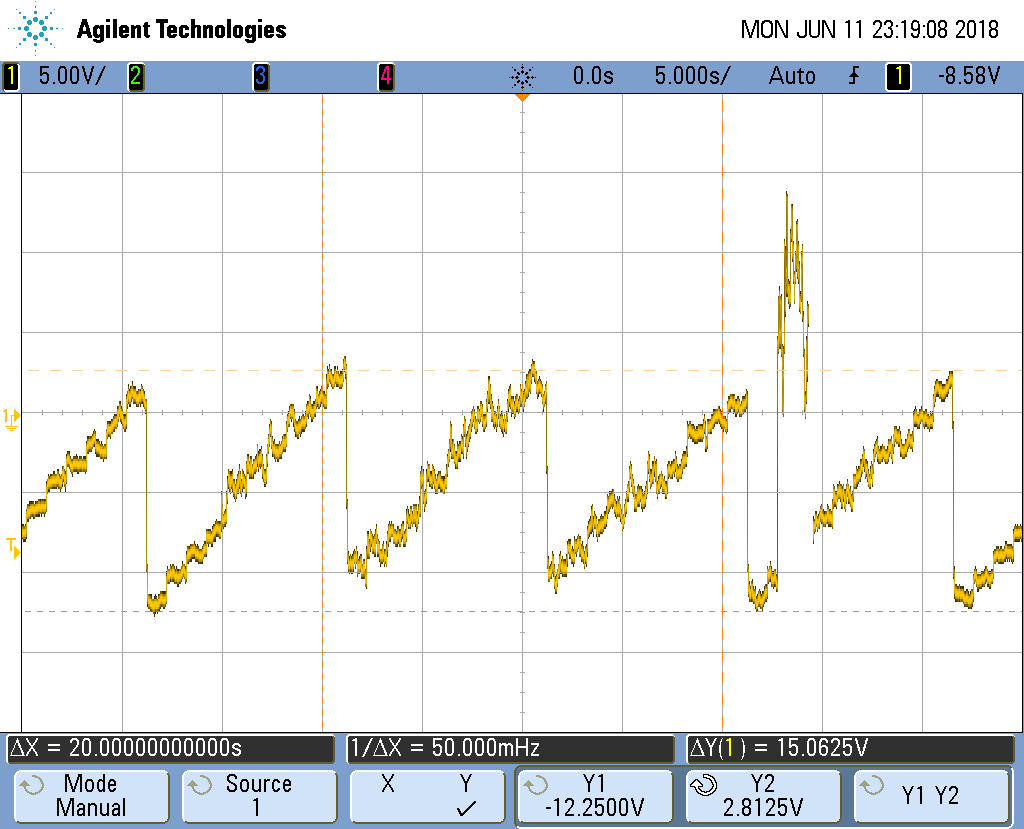 Agilent Technologies MON JUN 11 23:19:08 2018
1 5.00V/ 2 3 4 0.0s 5.000s/ Auto 1 -8.58V
1
T
ΔX = 20.00000000000s 1/ΔX = 50.000mHz ΔY(1) = 15.0625V
Mode Source X Y Y1 Y2 Y1 Y2
Manual 1 -12.2500V 2.8125V